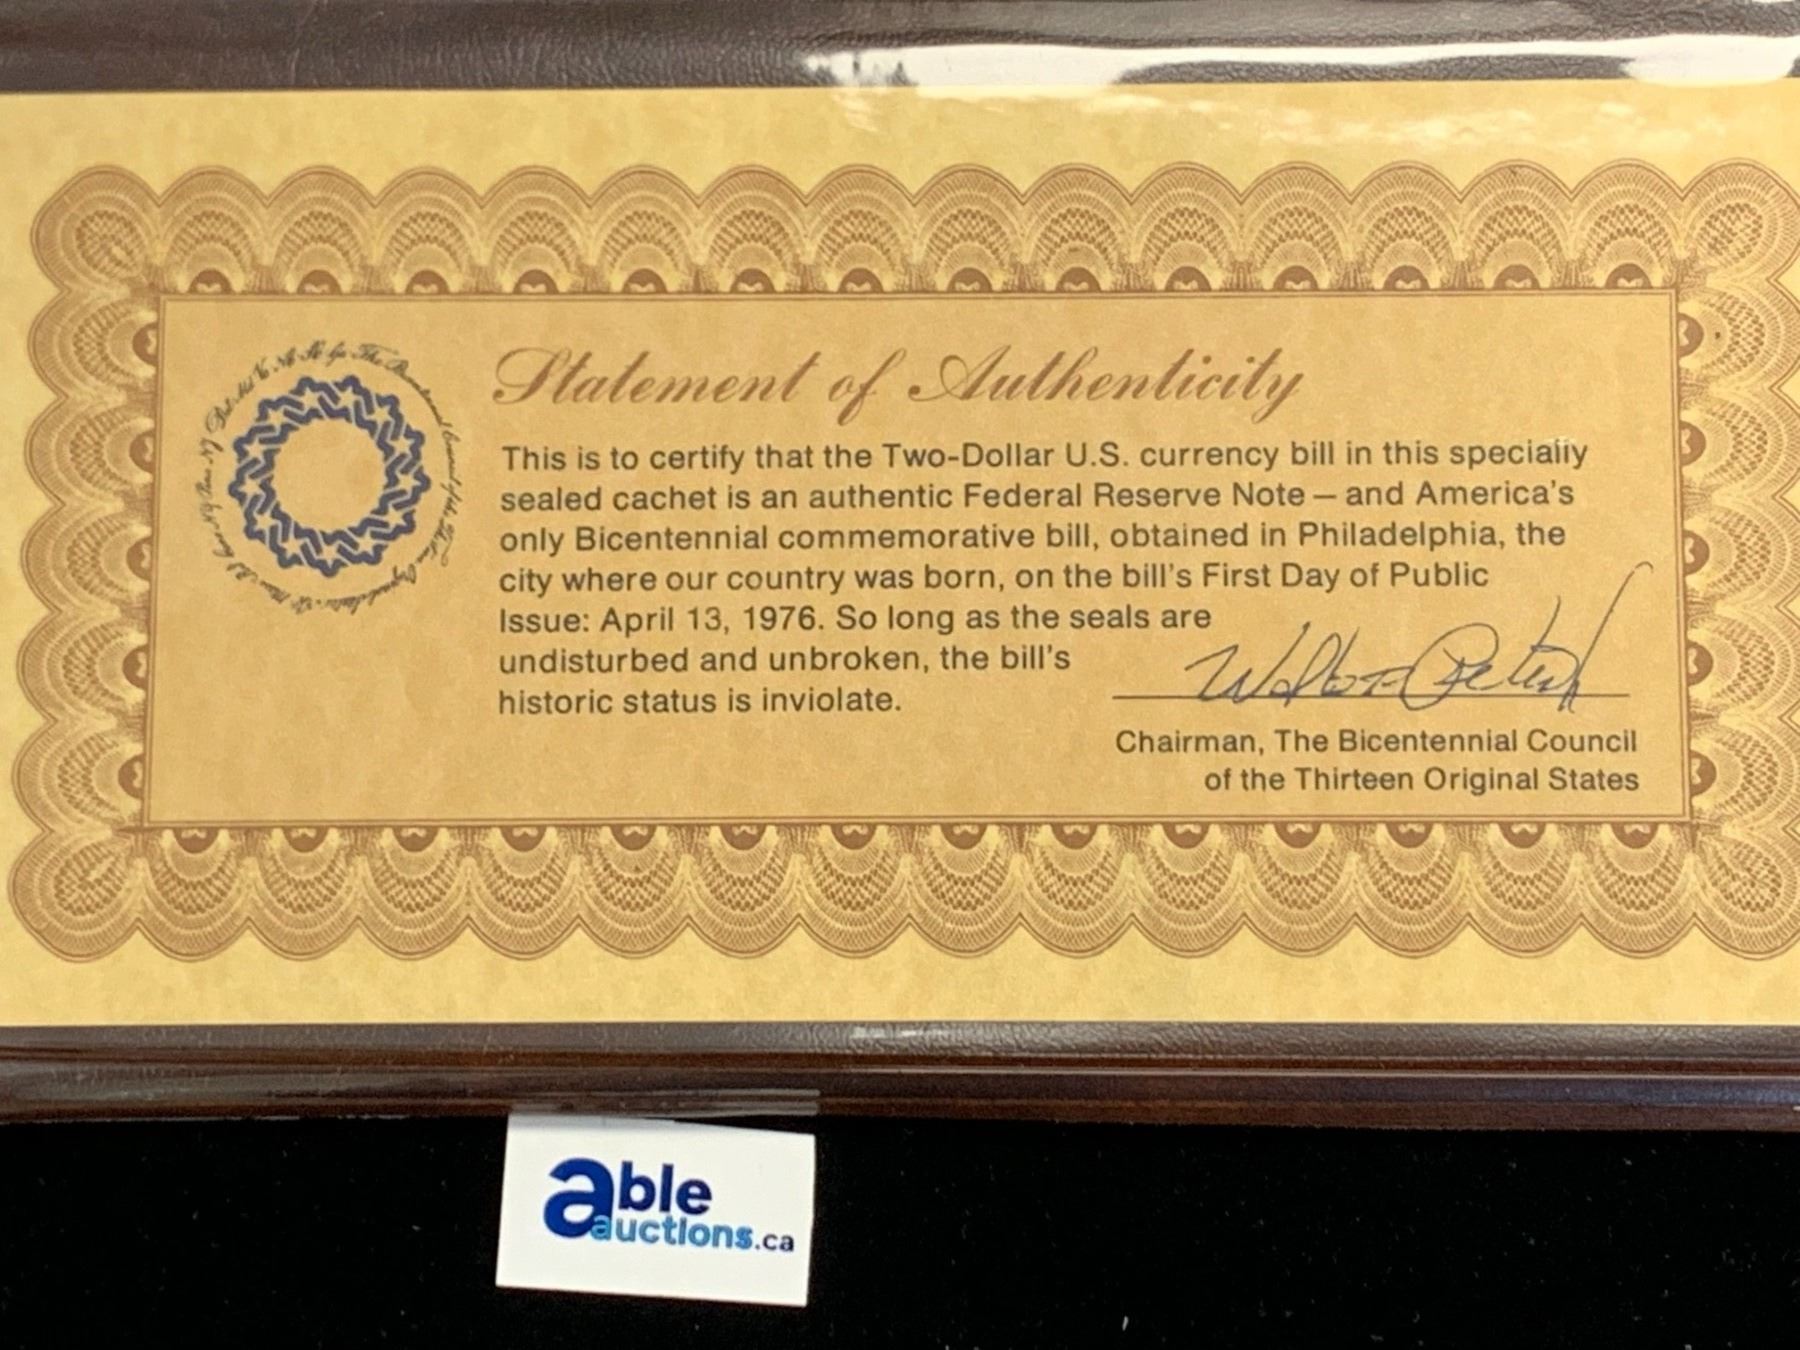 Statement of Authenticity
This is to certify that the Two-Dollar U.S. currency bill in this specially
sealed cachet is an authentic Federal Reserve Note — and America's
only Bicentennial commemorative bill, obtained in Philadelphia, the
city where our country was born, on the bill's First Day of Public
Issue: April 13, 1976. So long as the seals are
undisturbed and unbroken, the bill's
historic status is inviolate.
Chairman, The Bicentennial Council
of the Thirteen Original States
able
auctions.ca